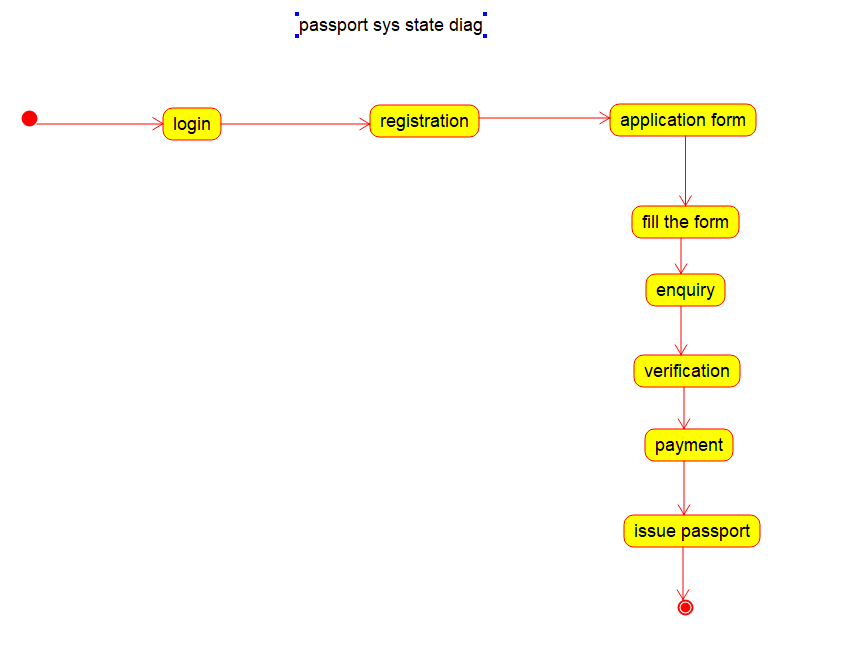 passport sys state diag
login
registration
application form
fill the form
enquiry
verification
payment
issue passport